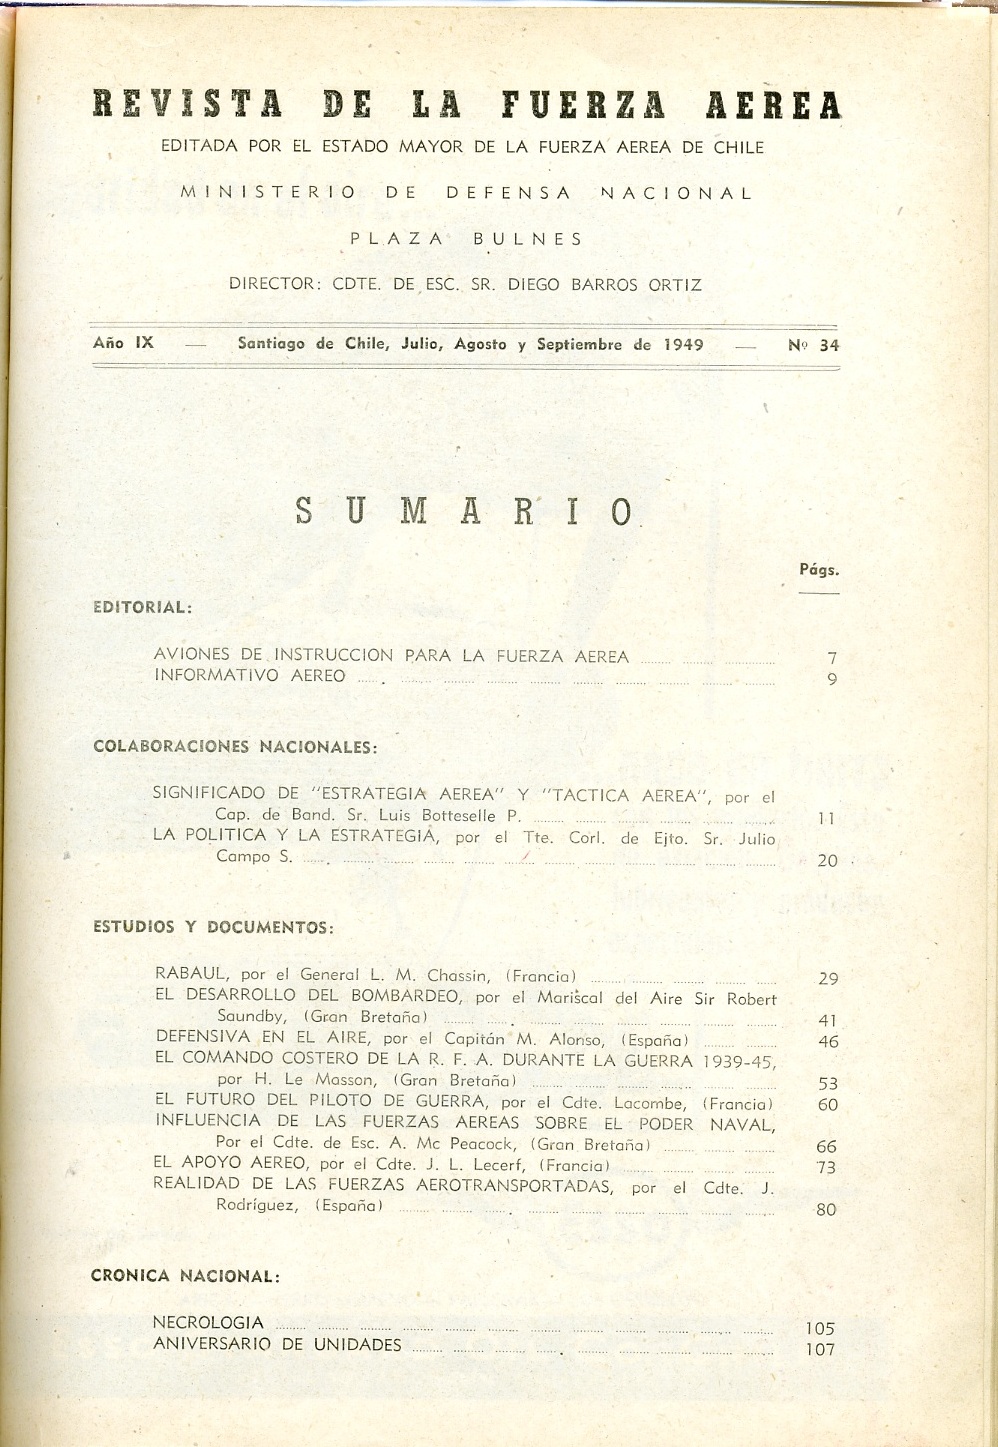 REVISTA DE LA FUERZA AEREA
EDITADA POR EL ESTADO MAYOR DE LA FUERZA AEREA DE CHILE
MINISTERIO DE DEFENSA NACIONAL
PLAZA BULNES
DIRECTOR: CDTE. DE ESC. SR. DIEGO BARROS ORTIZ
Año IX — Santiago de Chile, Julio, Agosto y Septiembre de 1949 — Nº 34
SUMARIO
Págs.
EDITORIAL:
AVIONES DE INSTRUCCION PARA LA FUERZA AEREA 7
INFORMATIVO AEREO 9
COLABORACIONES NACIONALES:
SIGNIFICADO DE "ESTRATEGIA AEREA" Y "TACTICA AEREA", por el
Cap. de Band. Sr. Luis Botteselle P. 11
LA POLITICA Y LA ESTRATEGIA, por el Tte. Corl. de Ejto. Sr. Julio
Campo S. 20
ESTUDIOS Y DOCUMENTOS:
RABAUL, por el General L. M. Chassin, (Francia) 29
EL DESARROLLO DEL BOMBARDEO, por el Mariscal del Aire Sir Robert
Saundby, (Gran Bretaña) 41
DEFENSIVA EN EL AIRE, por el Capitán M. Alonso, (España) 46
EL COMANDO COSTERO DE LA R. F. A. DURANTE LA GUERRA 1939-45,
por H. Le Masson, (Gran Bretaña) 53
EL FUTURO DEL PILOTO DE GUERRA, por el Cdte. Lacombe, (Francia) 60
INFLUENCIA DE LAS FUERZAS AEREAS SOBRE EL PODER NAVAL,
Por el Cdte. de Esc. A. Mc Peacock, (Gran Bretaña) 66
EL APOYO AEREO, por el Cdte. J. L. Lecerf, (Francia) 73
REALIDAD DE LAS FUERZAS AEROTRANSPORTADAS, por el Cdte. J.
Rodríguez, (España) 80
CRONICA NACIONAL:
NECROLOGIA 105
ANIVERSARIO DE UNIDADES 107